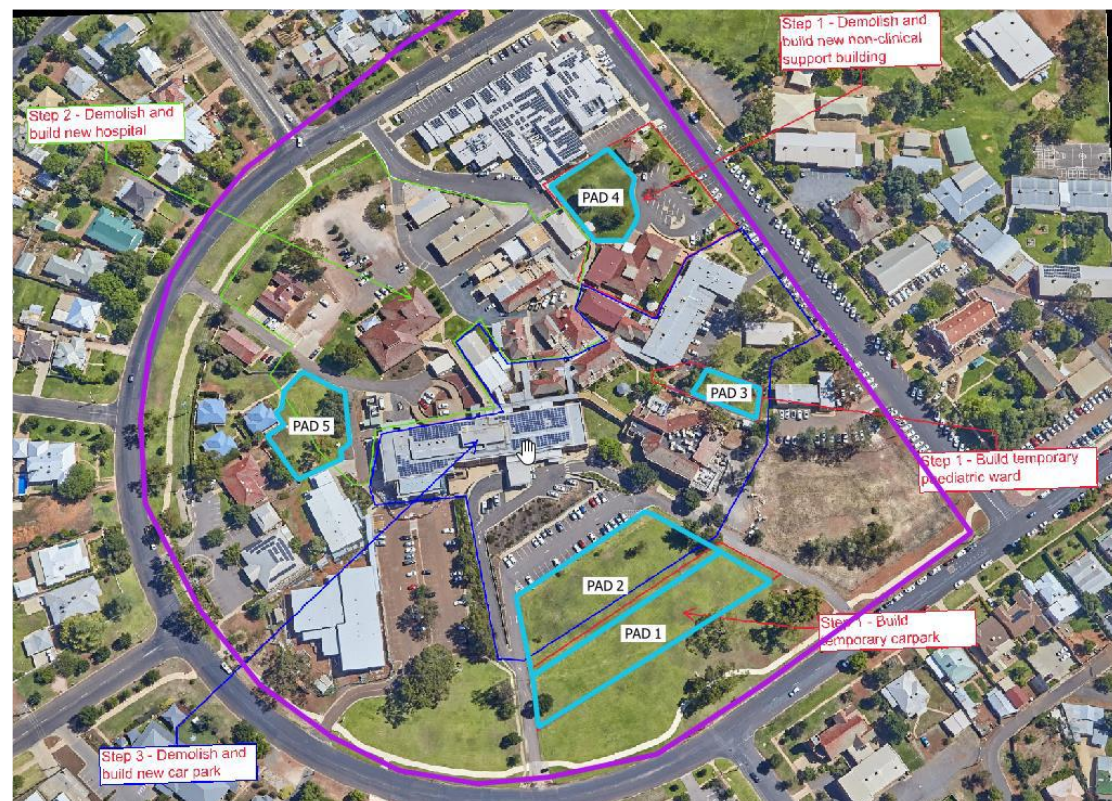 Step 1 - Demolish and
build new non-clinical
support building
Step 2 - Demolish and
build new hospital
PAD 4
PAD 3
PAD 5
Step 1 - Build temporary
paediatric ward
PAD 2
PAD 1
Step 1 - Build
temporary carpark
Step 3 - Demolish and
build new car park